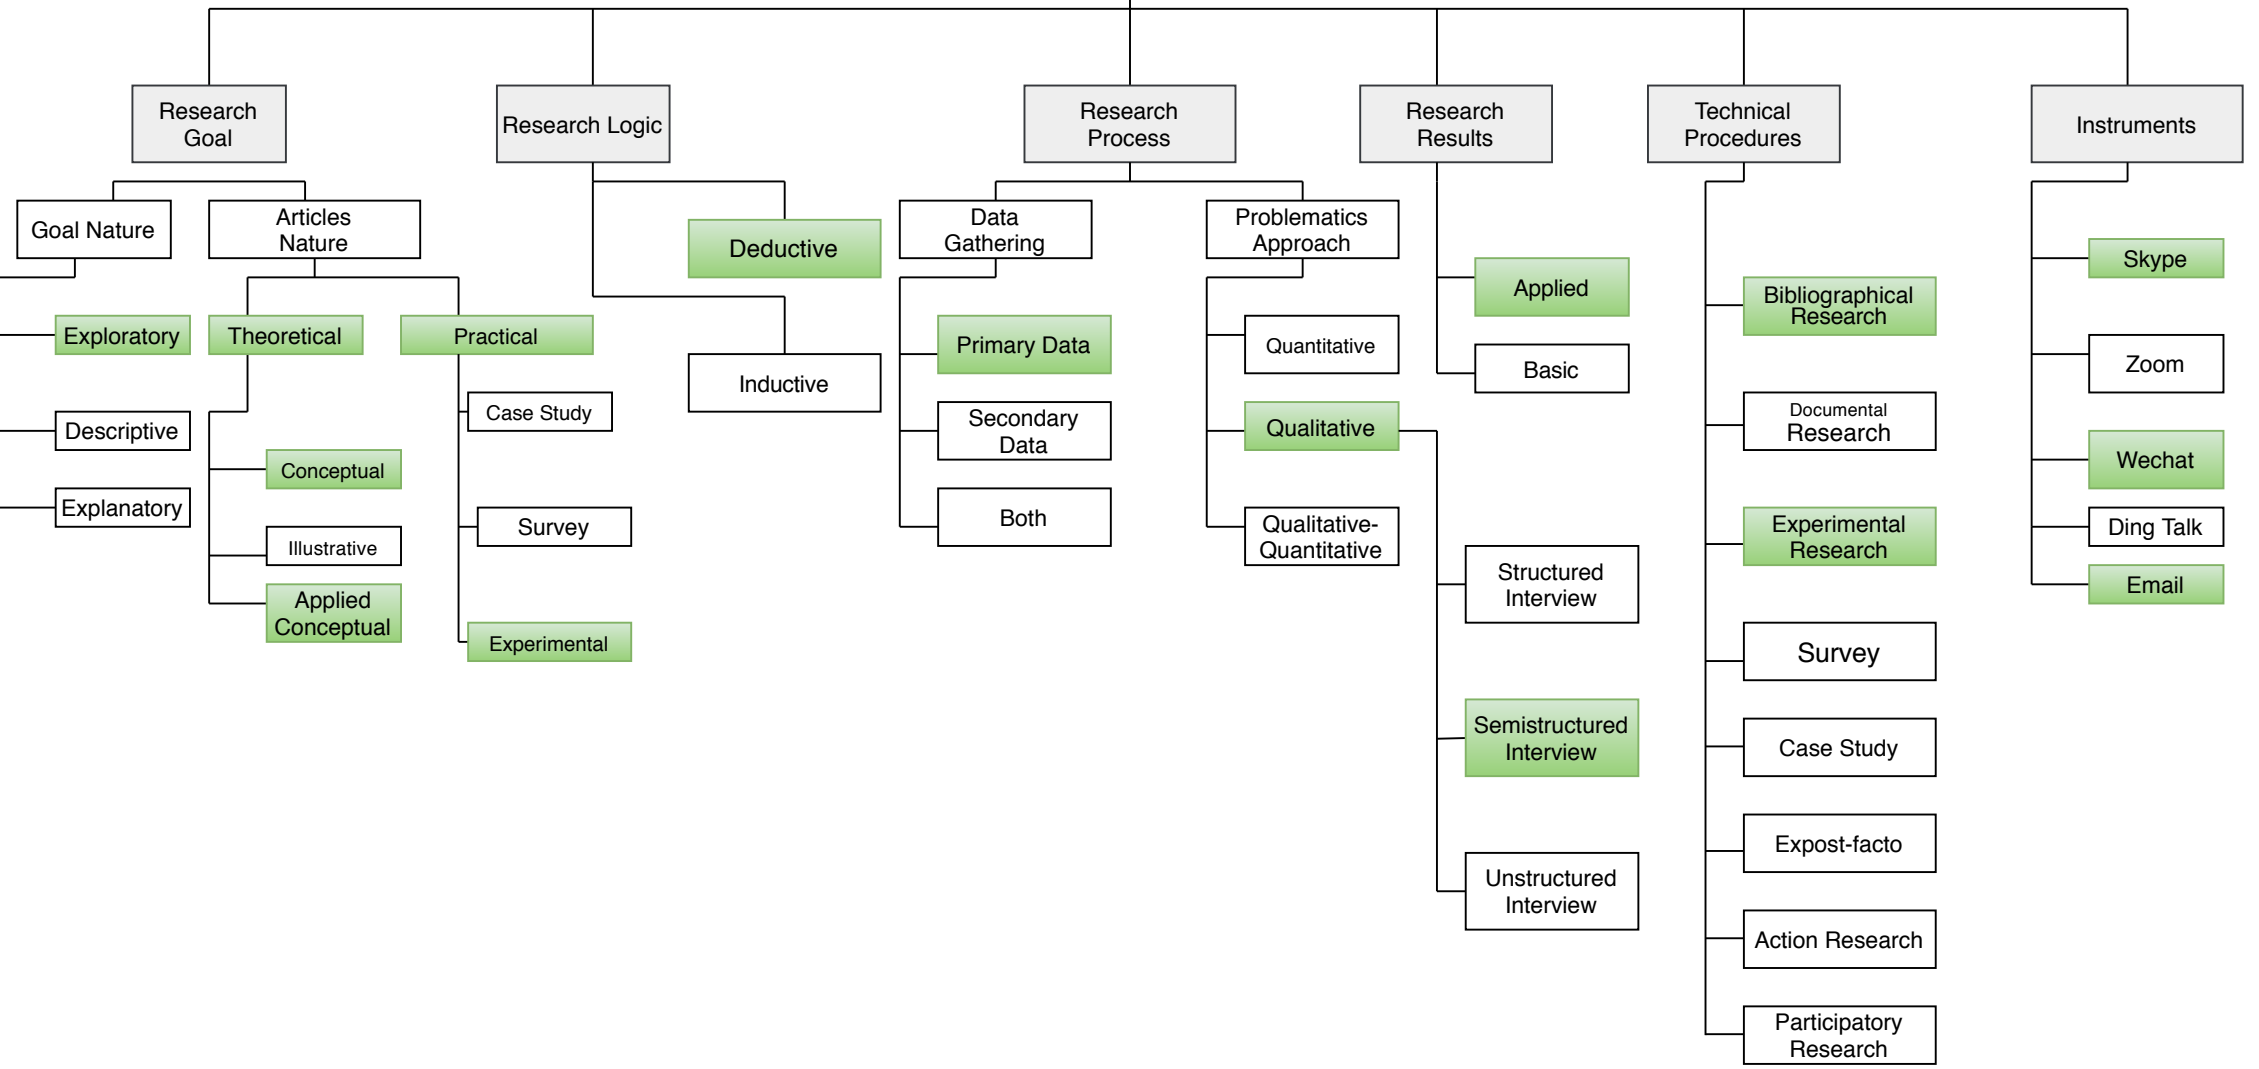 Research
Goal
Research Logic
Research
Process
Research
Results
Technical
Procedures
Instruments
Goal Nature
Articles
Nature
Exploratory
Descriptive
Explanatory
Theoretical
Conceptual
Illustrative
Applied
Conceptual
Practical
Case Study
Survey
Experimental
Deductive
Inductive
Data
Gathering
Primary Data
Secondary
Data
Both
Problematics
Approach
Quantitative
Qualitative
Qualitative-
Quantitative
Structured
Interview
Semistructured
Interview
Unstructured
Interview
Applied
Basic
Bibliographical
Research
Documental
Research
Experimental
Research
Survey
Case Study
Expost-facto
Action Research
Participatory
Research
Skype
Zoom
Wechat
Ding Talk
Email